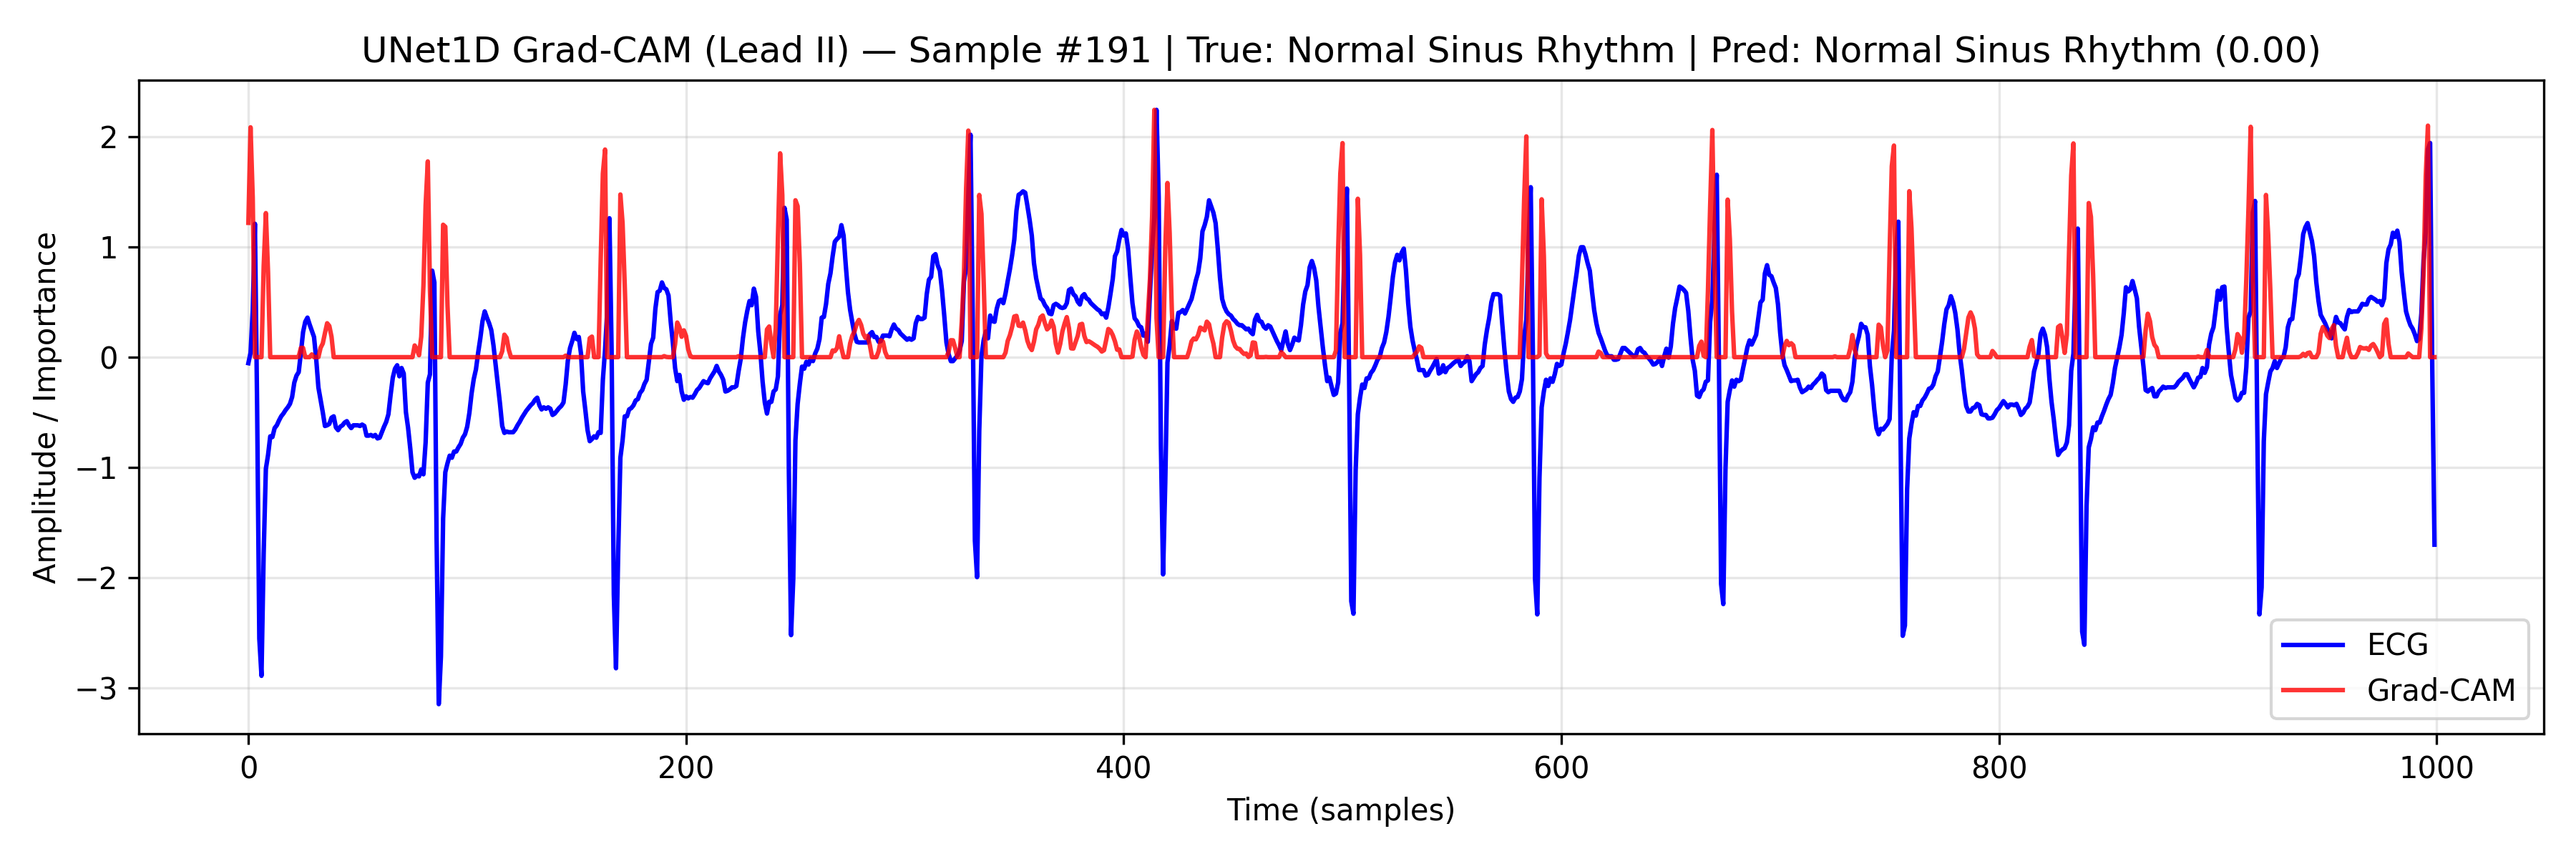 UNet1D Grad-CAM (Lead II) — Sample #191 | True: Normal Sinus Rhythm | Pred: Normal Sinus Rhythm (0.00)
Amplitude / Importance
2
1
0
−1
−2
−3
ECG
Grad-CAM
0 200 400 600 800 1000
Time (samples)